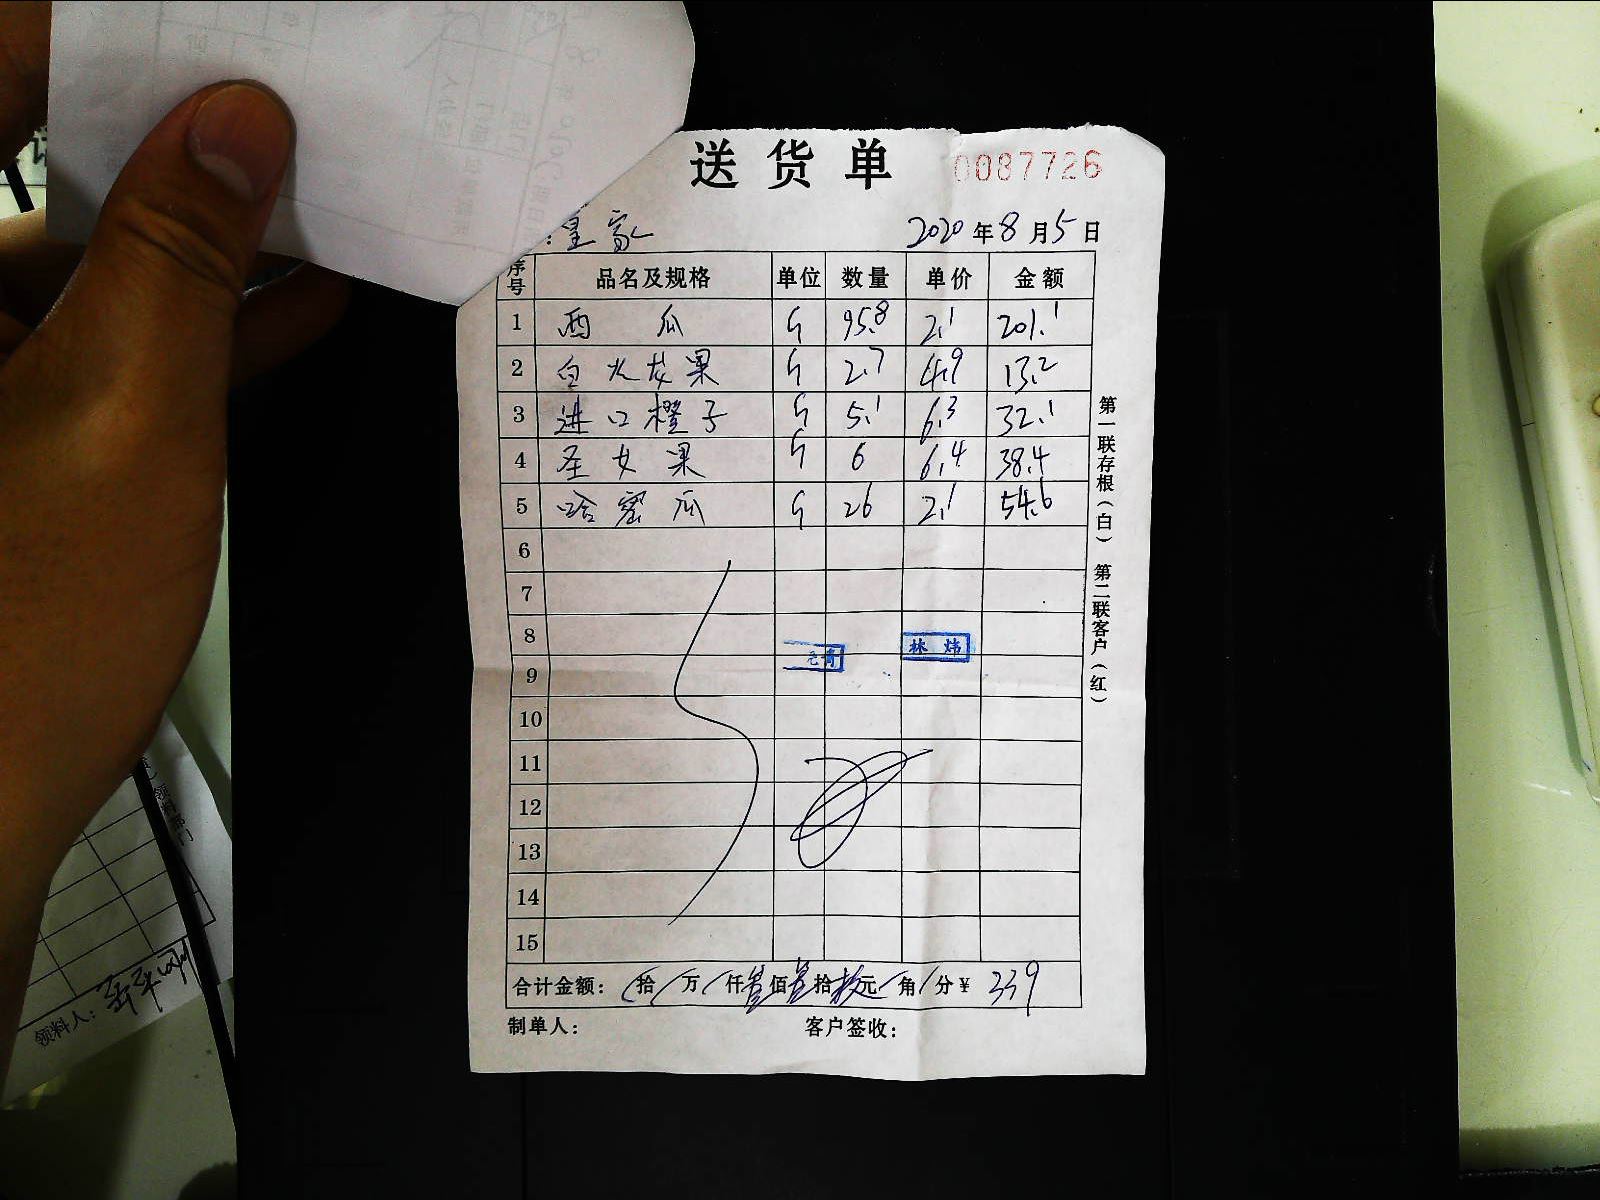 送货单 0087726
:皇家 2020年8月5日
序号 品名及规格 单位 数量 单价 金额
1 西瓜 斤 95.8 2.1 201.1
2 白火龙果 斤 2.7 4.9 13.2
3 进口橙子 斤 5.1 6.3 32.1
4 圣女果 斤 6 6.4 38.4
5 哈密瓜 斤 26 2.1 54.6
6
7
8 林炜
9
10
11
12
13
14
15
合计金额: 拾 万 仟 佰 拾 元 角 分 ¥ 339
制单人: 客户签收:
第一联存根(白) 第二联客户(红)
领料人: